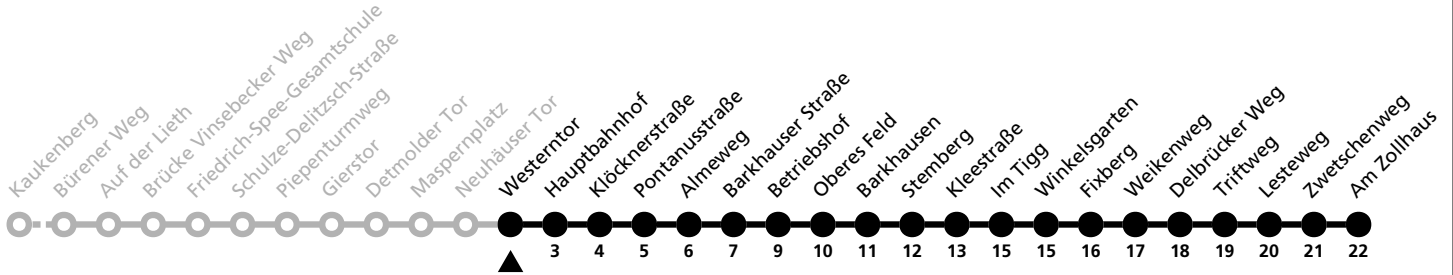 Kaukenberg
Bürener Weg
Auf der Lieth
Brücke Vinsebecker Weg
Friedrich-Spee-Gesamtschule
Schulze-Delitzsch-Straße
Piepenturmweg
Gierstor
Detmolder Tor
Maspernplatz
Neuhäuser Tor
Westerntor
Hauptbahnhof
Klöcknerstraße
Pontanusstraße
Almeweg
Barkhauser Straße
Betriebshof
Oberes Feld
Barkhausen
Stemberg
Kleestraße
Im Tigg
Winkelsgarten
Fixberg
Weikenweg
Delbrücker Weg
Triftweg
Lesteweg
Zwetschenweg
Am Zollhaus
3 4 5 6 7 9 10 11 12 13 15 15 16 17 18 19 20 21 22